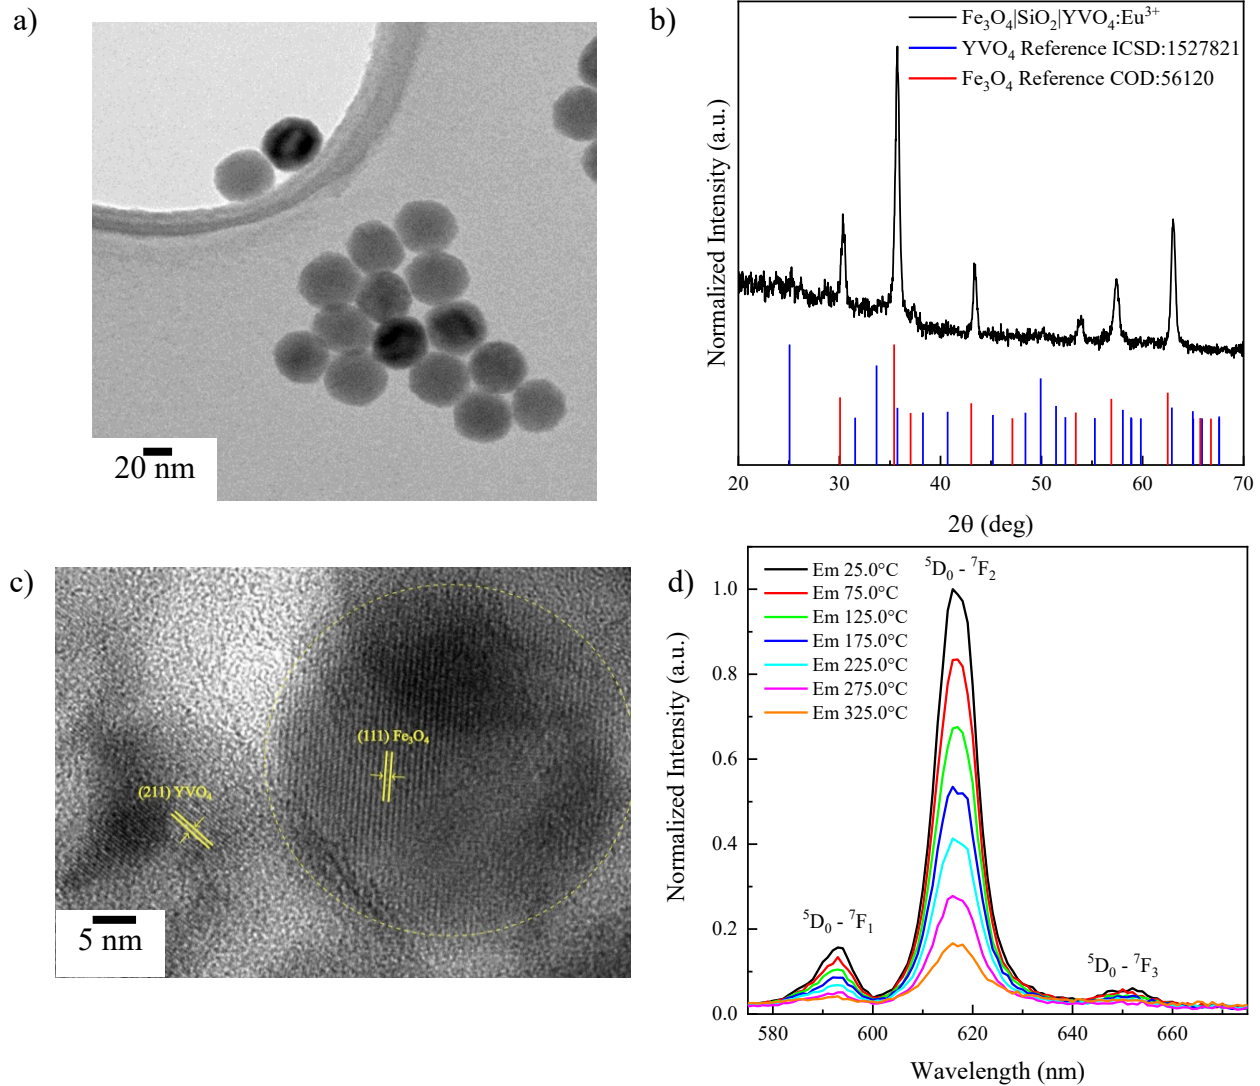 a)
20 nm
b)
Fe₃O₄|SiO₂|YVO₄:Eu³⁺
YVO₄ Reference ICSD:1527821
Fe₃O₄ Reference COD:56120
Normalized Intensity (a.u.)
20 30 40 50 60 70
2θ (deg)
c)
(111) Fe₃O₄
(211) YVO₄
5 nm
d)
Em 25.0°C
Em 75.0°C
Em 125.0°C
Em 175.0°C
Em 225.0°C
Em 275.0°C
Em 325.0°C
⁵D₀ - ⁷F₂
⁵D₀ - ⁷F₁
⁵D₀ - ⁷F₃
Normalized Intensity (a.u.)
1.0
0.8
0.6
0.4
0.2
0.0
580 600 620 640 660
Wavelength (nm)